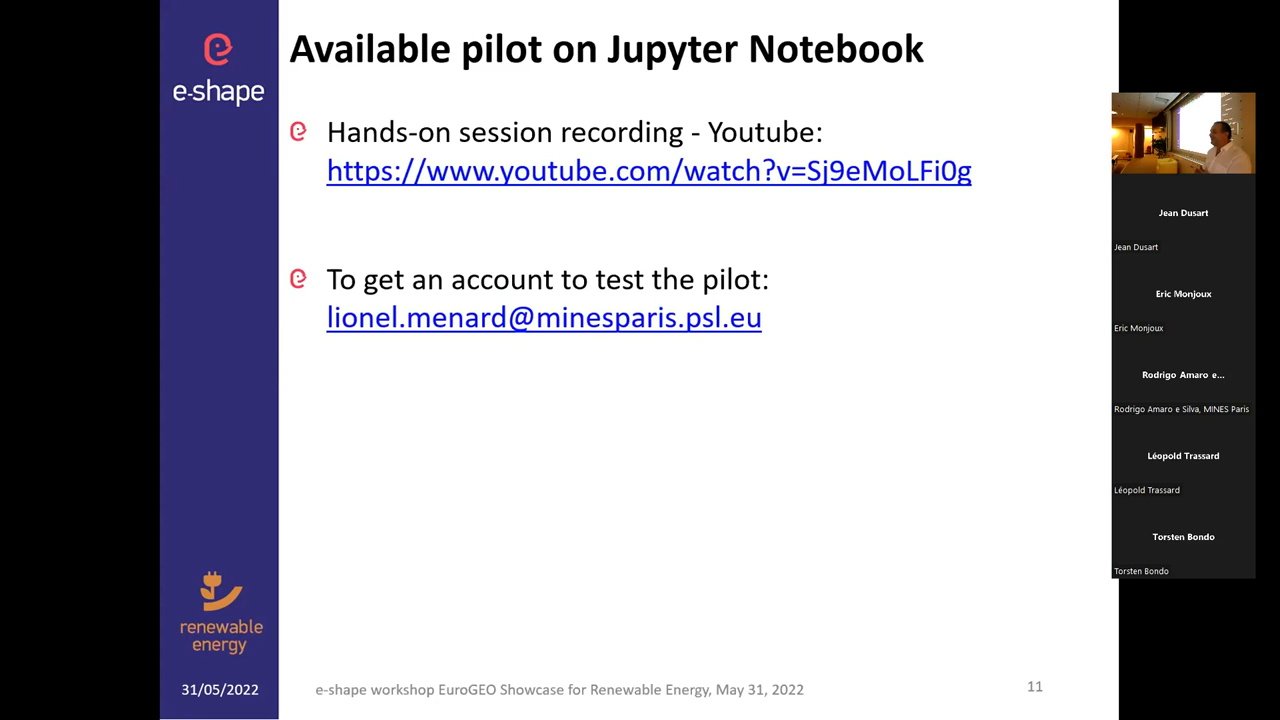 e-shape
Available pilot on Jupyter Notebook
Hands-on session recording - Youtube:
https://www.youtube.com/watch?v=Sj9eMoLFi0g
To get an account to test the pilot:
lionel.menard@minesparis.psl.eu
renewable
energy
31/05/2022
e-shape workshop EuroGEO Showcase for Renewable Energy, May 31, 2022
11
Jean Dusart
Jean Dusart
Eric Monjoux
Eric Monjoux
Rodrigo Amaro e...
Rodrigo Amaro e Silva, MINES Paris
Léopold Trassard
Léopold Trassard
Torsten Bondo
Torsten Bondo